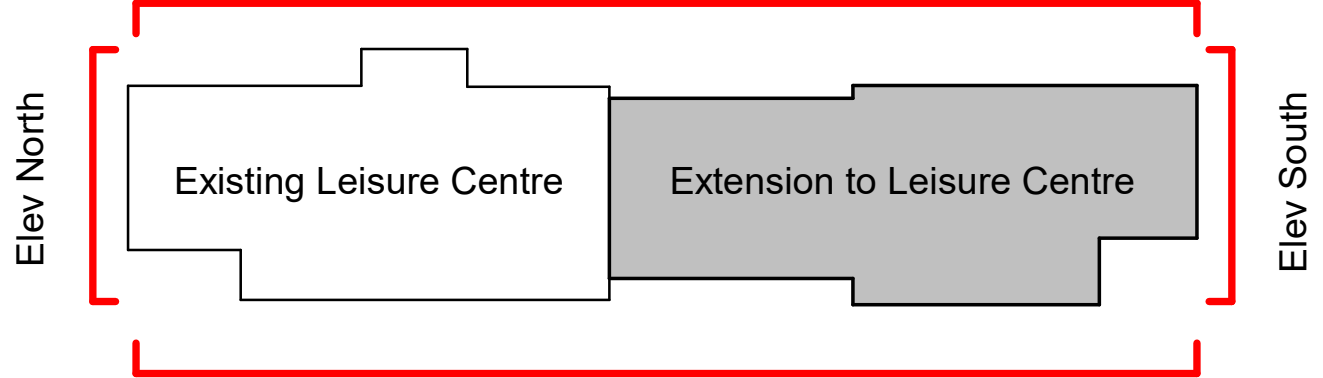 Elev North
Existing Leisure Centre
Extension to Leisure Centre
Elev South